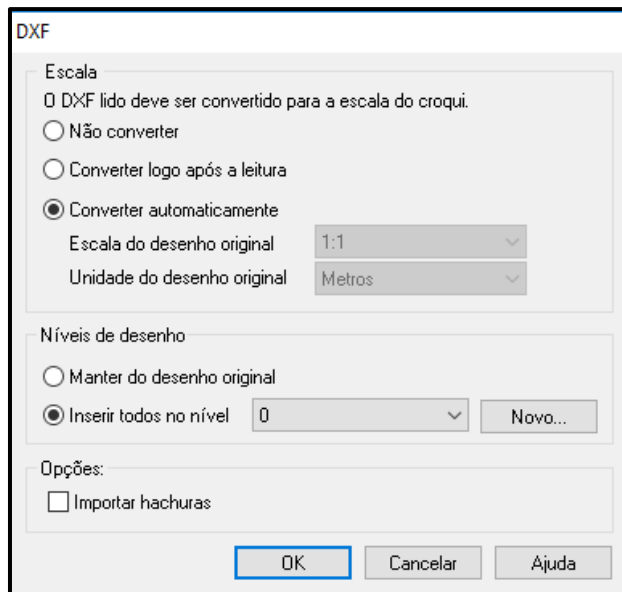 DXF
Escala
O DXF lido deve ser convertido para a escala do croqui.
Não converter
Converter logo após a leitura
Converter automaticamente
Escala do desenho original 1:1
Unidade do desenho original Metros
Níveis de desenho
Manter do desenho original
Inserir todos no nível 0 Novo...
Opções:
Importar hachuras
OK Cancelar Ajuda